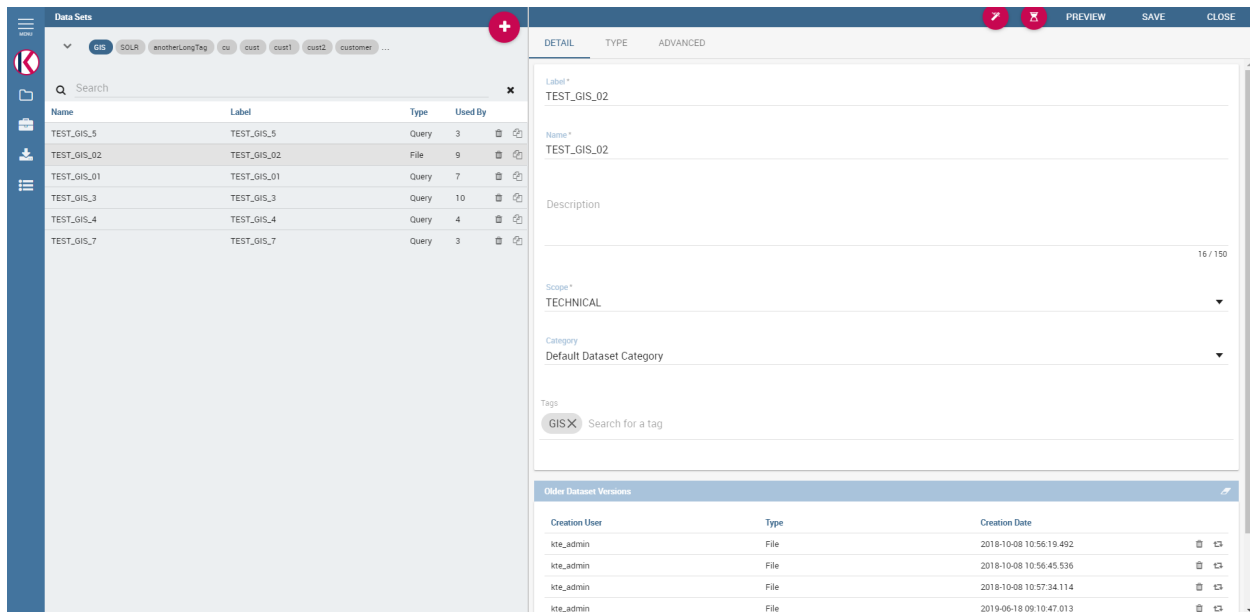 MENU
Data Sets
GIS SOLR anotherLongTag cu cust cust1 cust2 customer ...
Search
Name Label Type Used By
TEST_GIS_5 TEST_GIS_5 Query 3
TEST_GIS_02 TEST_GIS_02 File 9
TEST_GIS_01 TEST_GIS_01 Query 7
TEST_GIS_3 TEST_GIS_3 Query 10
TEST_GIS_4 TEST_GIS_4 Query 4
TEST_GIS_7 TEST_GIS_7 Query 3
PREVIEW SAVE CLOSE
DETAIL TYPE ADVANCED
Label *
TEST_GIS_02
Name *
TEST_GIS_02
Description
16 / 150
Scope *
TECHNICAL
Category
Default Dataset Category
Tags
GIS Search for a tag
Older Dataset Versions
Creation User Type Creation Date
kte_admin File 2018-10-08 10:56:19.492
kte_admin File 2018-10-08 10:56:45.536
kte_admin File 2018-10-08 10:57:34.114
kte_admin File 2019-06-18 09:10:47.013